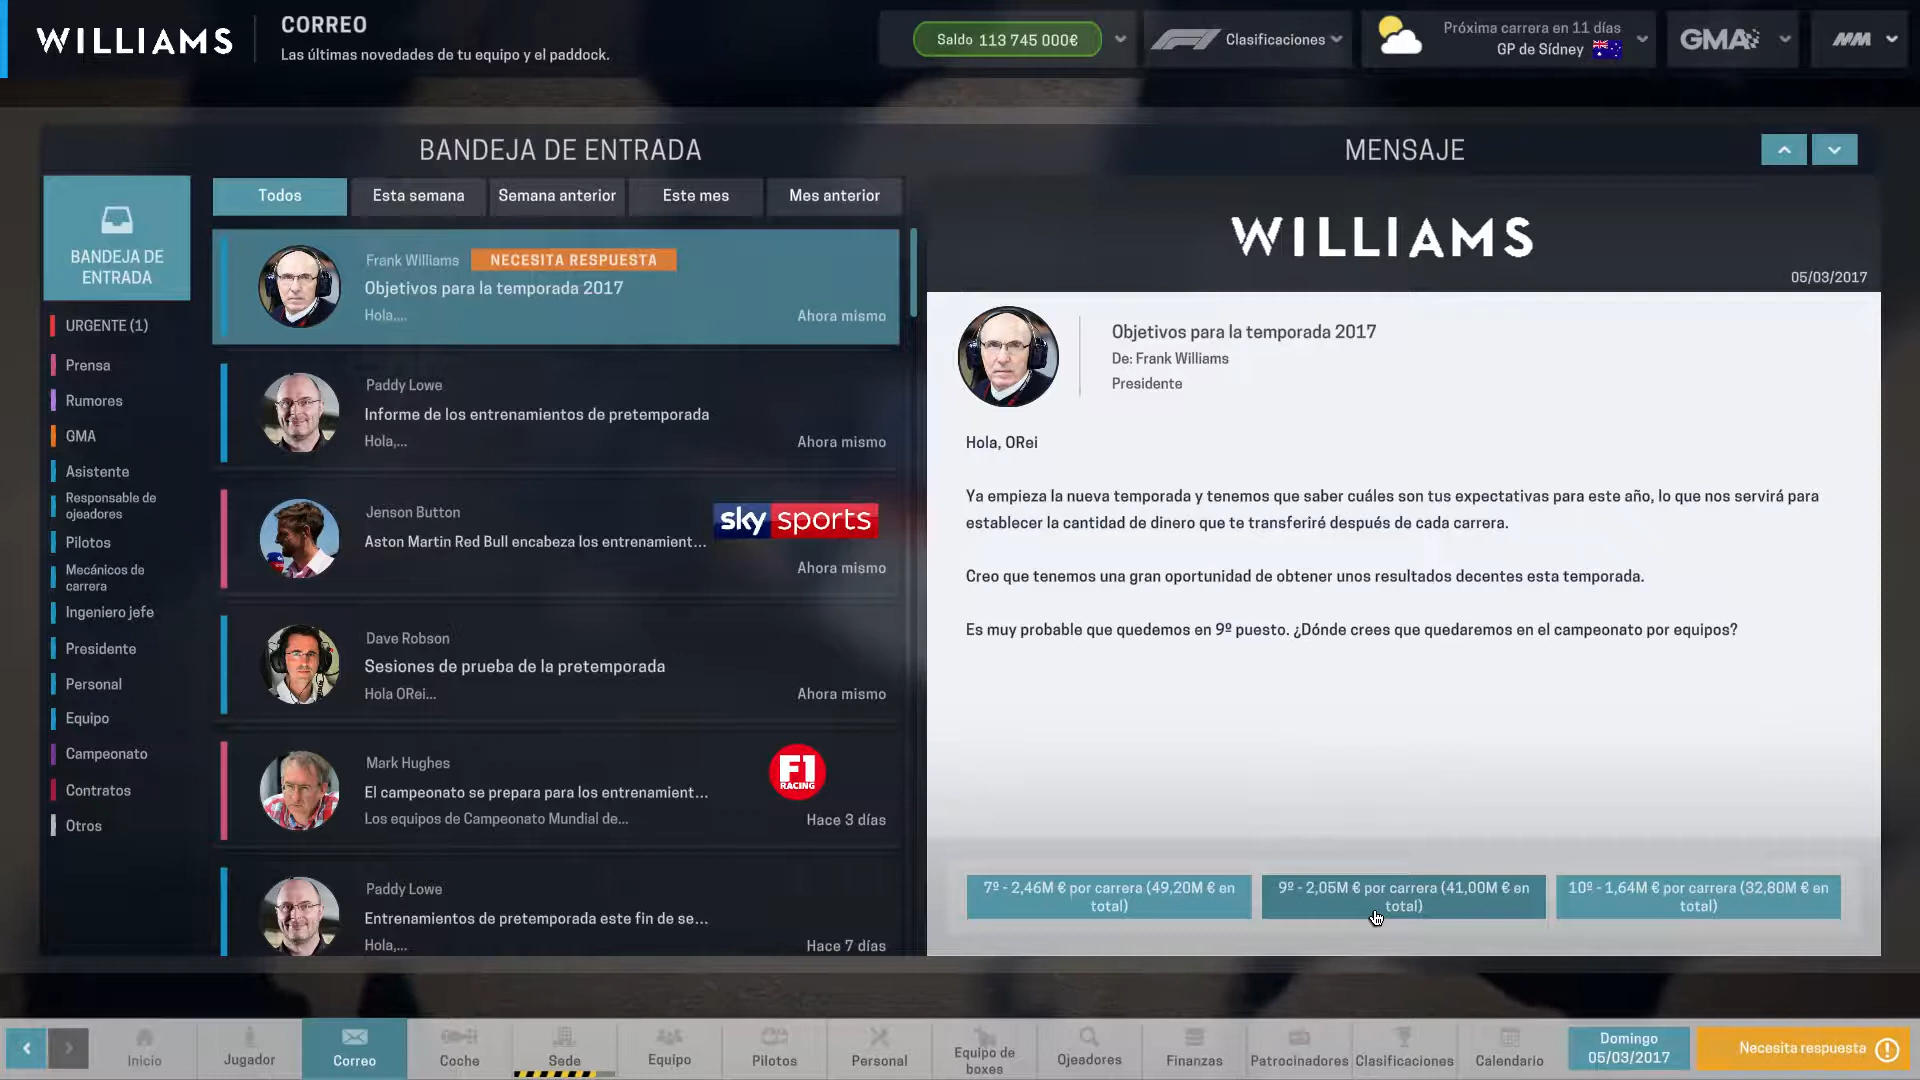 WILLIAMS
CORREO
Las últimas novedades de tu equipo y el paddock.
Saldo 113 745 000€
Clasificaciones
Próxima carrera en 11 días
GP de Sídney
GMA
BANDEJA DE ENTRADA
MENSAJE
BANDEJA DE
ENTRADA
URGENTE (1)
Prensa
Rumores
GMA
Asistente
Responsable de
ojeadores
Pilotos
Mecánicos de
carrera
Ingeniero jefe
Presidente
Personal
Equipo
Campeonato
Contratos
Otros
Todos
Esta semana
Semana anterior
Este mes
Mes anterior
Frank Williams
NECESITA RESPUESTA
Objetivos para la temporada 2017
Hola,...
Ahora mismo
Paddy Lowe
Informe de los entrenamientos de pretemporada
Hola,...
Ahora mismo
Jenson Button
sky sports
Aston Martin Red Bull encabeza los entrenamient...
Ahora mismo
Dave Robson
Sesiones de prueba de la pretemporada
Hola ORei...
Ahora mismo
Mark Hughes
F1
RACING
El campeonato se prepara para los entrenamient...
Los equipos de Campeonato Mundial de...
Hace 3 días
Paddy Lowe
Entrenamientos de pretemporada este fin de se...
Hola,...
Hace 7 días
WILLIAMS
05/03/2017
Objetivos para la temporada 2017
De: Frank Williams
Presidente
Hola, ORei
Ya empieza la nueva temporada y tenemos que saber cuáles son tus expectativas para este año, lo que nos servirá para
establecer la cantidad de dinero que te transferiré después de cada carrera.
Creo que tenemos una gran oportunidad de obtener unos resultados decentes esta temporada.
Es muy probable que quedemos en 9º puesto. ¿Dónde crees que quedaremos en el campeonato por equipos?
7º - 2,46M € por carrera (49,20M € en
total)
9º - 2,05M € por carrera (41,00M € en
total)
10º - 1,64M € por carrera (32,80M € en
total)
Inicio
Jugador
Correo
Coche
Sede
Equipo
Pilotos
Personal
Equipo de
boxes
Ojeadores
Finanzas
Patrocinadores
Clasificaciones
Calendario
Domingo
05/03/2017
Necesita respuesta